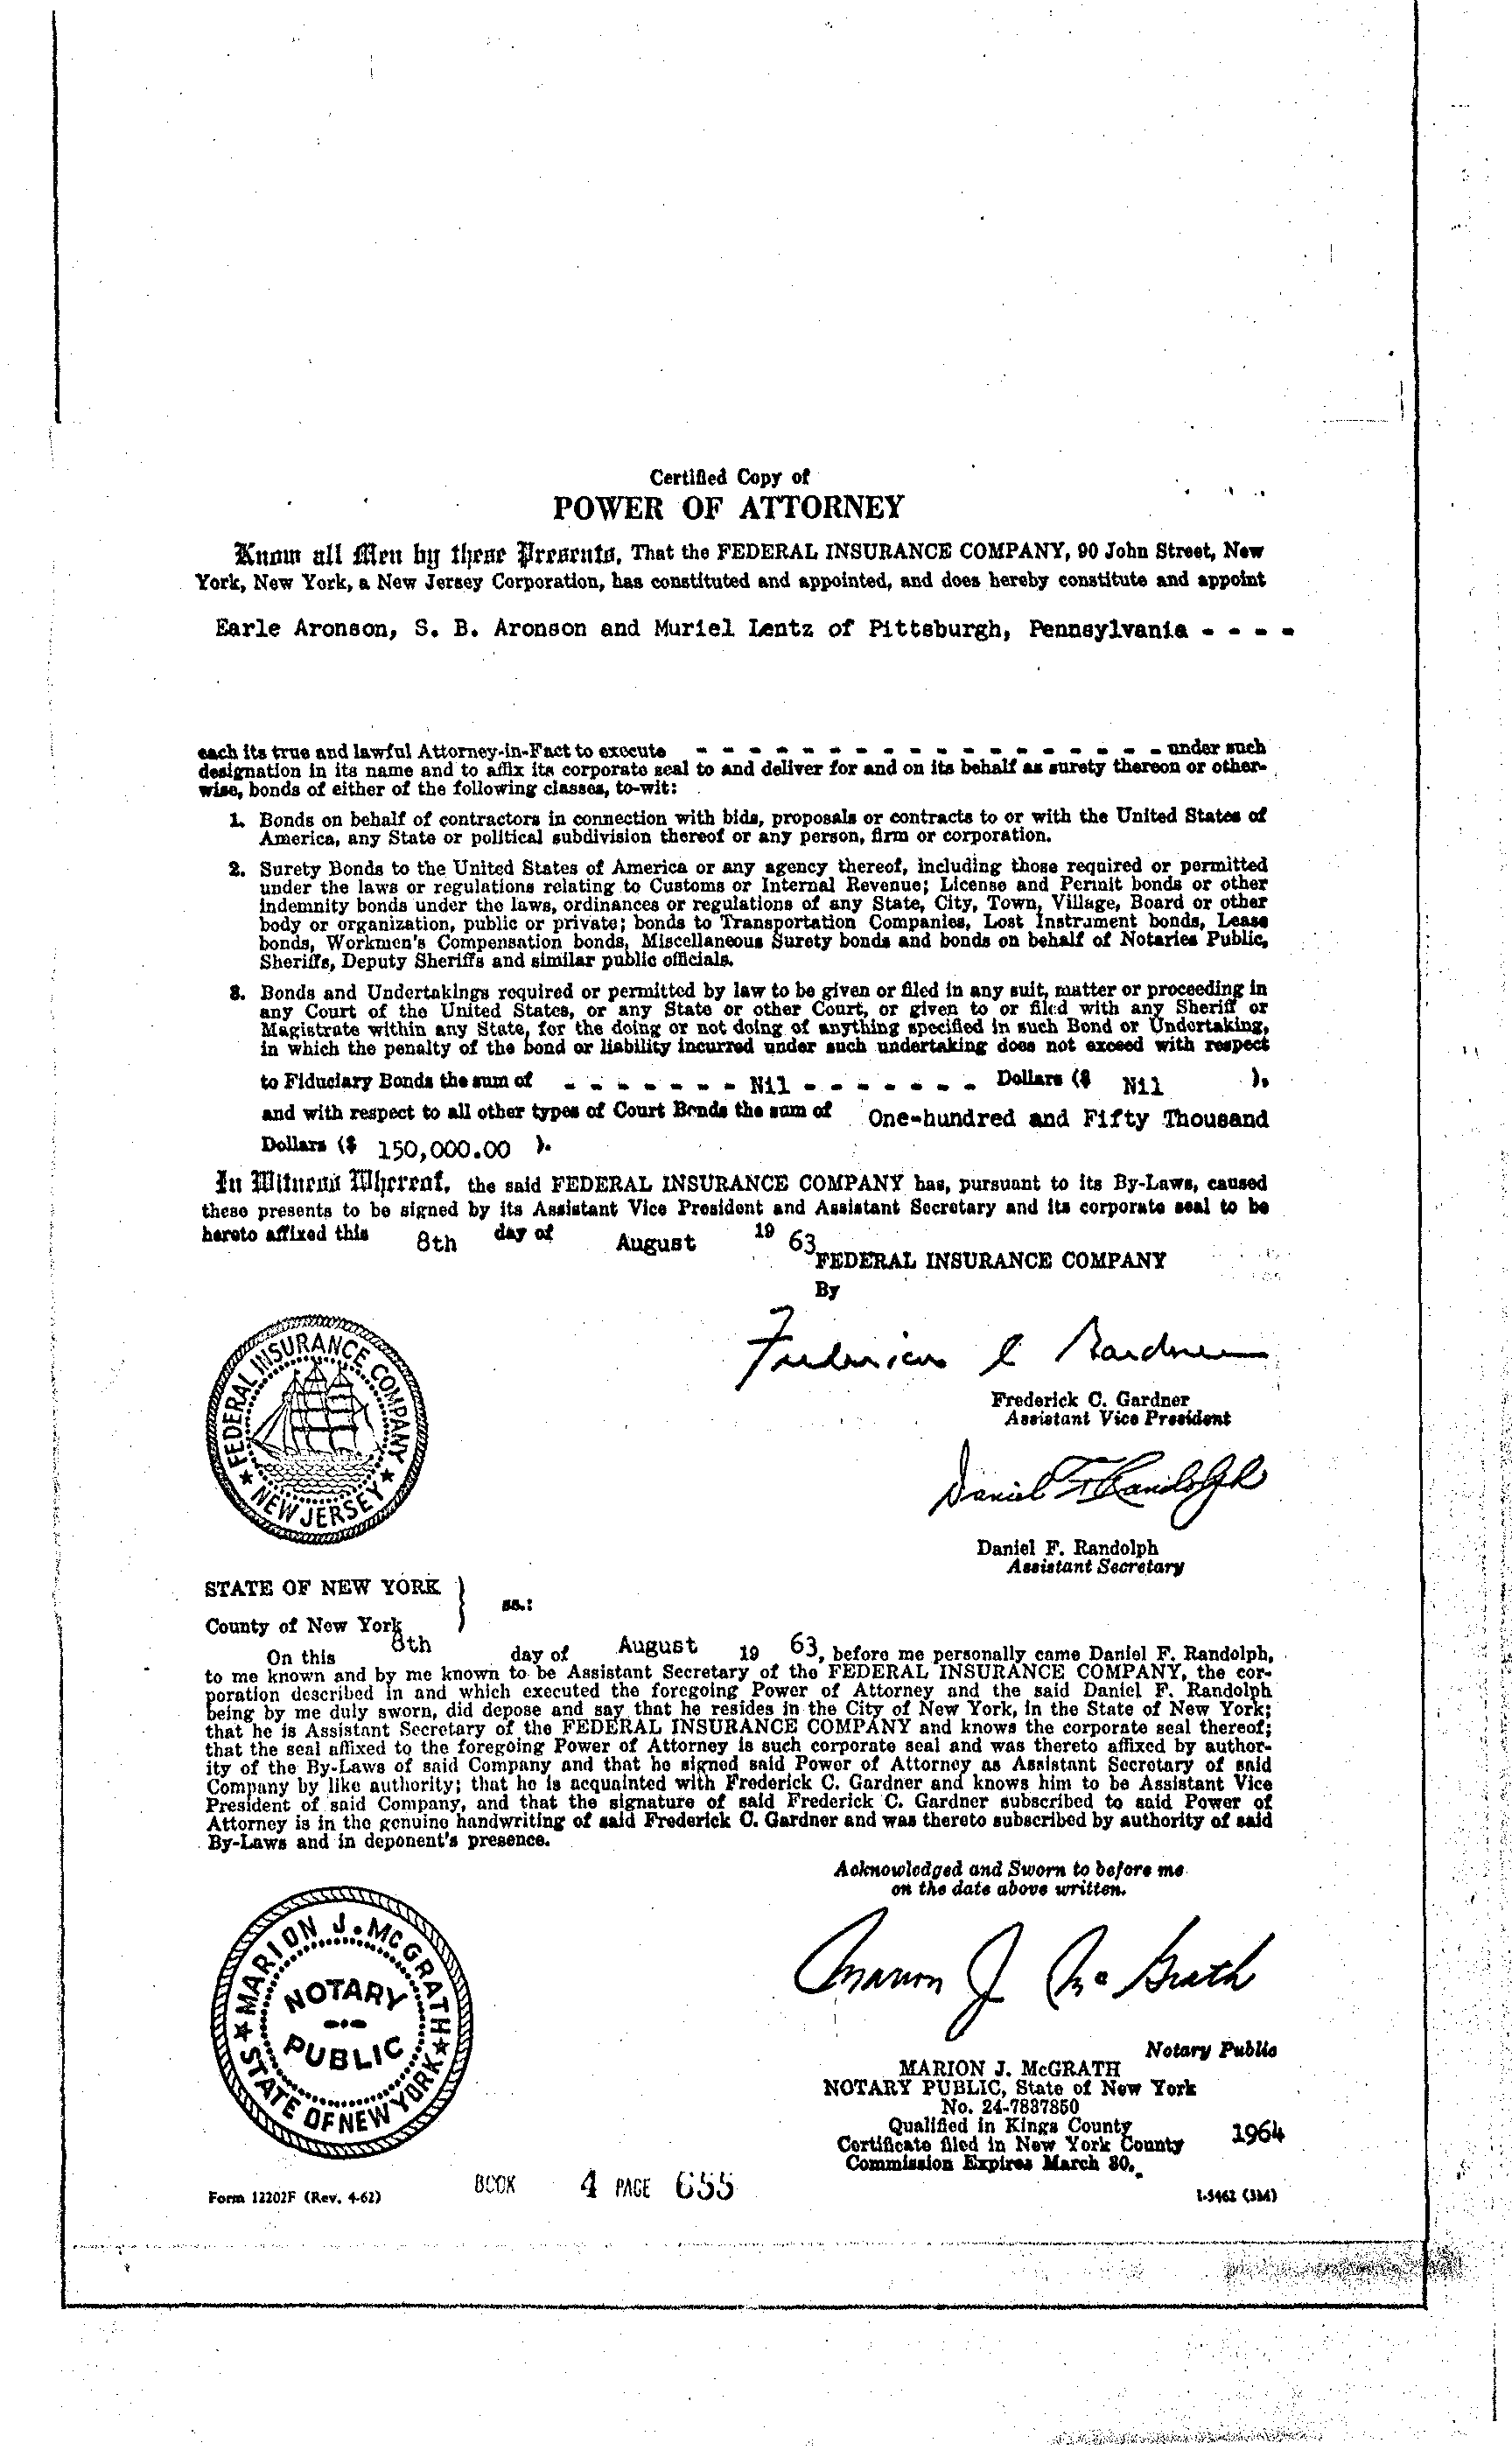 Certified Copy of
POWER OF ATTORNEY
Know all Men by these Presents, That the FEDERAL INSURANCE COMPANY, 90 John Street, New
York, New York, a New Jersey Corporation, has constituted and appointed, and does hereby constitute and appoint
Earle Aronson, S. B. Aronson and Muriel Lentz of Pittsburgh, Pennsylvania - - - -
each its true and lawful Attorney-in-Fact to execute - - - - - - - - - - - - - - - - - - under such
designation in its name and to affix its corporate seal to and deliver for and on its behalf as surety thereon or other-
wise, bonds of either of the following classes, to-wit:
1. Bonds on behalf of contractors in connection with bids, proposals or contracts to or with the United States of
America, any State or political subdivision thereof or any person, firm or corporation.
2. Surety Bonds to the United States of America or any agency thereof, including those required or permitted
under the laws or regulations relating to Customs or Internal Revenue; License and Permit bonds or other
indemnity bonds under the laws, ordinances or regulations of any State, City, Town, Village, Board or other
body or organization, public or private; bonds to Transportation Companies, Lost Instrument bonds, Lease
bonds, Workmen's Compensation bonds, Miscellaneous Surety bonds and bonds on behalf of Notaries Public,
Sheriffs, Deputy Sheriffs and similar public officials.
3. Bonds and Undertakings required or permitted by law to be given or filed in any suit, matter or proceeding in
any Court of the United States, or any State or other Court, or given to or filed with any Sheriff or
Magistrate within any State, for the doing or not doing of anything specified in such Bond or Undertaking,
in which the penalty of the bond or liability incurred under such undertaking does not exceed with respect
to Fiduciary Bonds the sum of - - - - - - - Nil - - - - - - - Dollars ($ Nil ).
and with respect to all other types of Court Bonds the sum of One-hundred and Fifty Thousand
Dollars ($ 150,000.00 ).
In Witness Whereof, the said FEDERAL INSURANCE COMPANY has, pursuant to its By-Laws, caused
these presents to be signed by its Assistant Vice President and Assistant Secretary and its corporate seal to be
hereto affixed this 8th day of August 19 63
FEDERAL INSURANCE COMPANY
By
Frederick C Gardner
Frederick C. Gardner
Assistant Vice President
FEDERAL INSURANCE COMPANY
NEW JERSEY
Daniel F Randolph
Daniel F. Randolph
Assistant Secretary
STATE OF NEW YORK
County of New York } ss.:
On this 8th day of August 19 63, before me personally came Daniel F. Randolph,
to me known and by me known to be Assistant Secretary of the FEDERAL INSURANCE COMPANY, the cor-
poration described in and which executed the foregoing Power of Attorney and the said Daniel F. Randolph
being by me duly sworn, did depose and say that he resides in the City of New York, in the State of New York;
that he is Assistant Secretary of the FEDERAL INSURANCE COMPANY and knows the corporate seal thereof;
that the seal affixed to the foregoing Power of Attorney is such corporate seal and was thereto affixed by author-
ity of the By-Laws of said Company and that he signed said Power of Attorney as Assistant Secretary of said
Company by like authority; that he is acquainted with Frederick C. Gardner and knows him to be Assistant Vice
President of said Company, and that the signature of said Frederick C. Gardner subscribed to said Power of
Attorney is in the genuine handwriting of said Frederick C. Gardner and was thereto subscribed by authority of said
By-Laws and in deponent's presence.
Acknowledged and Sworn to before me
on the date above written.
MARION J. McGRATH
NOTARY
PUBLIC
STATE OF NEW YORK
Marion J McGrath
Notary Public
MARION J. McGRATH
NOTARY PUBLIC, State of New York
No. 24-7837850
Qualified in Kings County
Certificate filed in New York County
Commission Expires March 30, 1964
BOOK 4 PAGE 655
Form 12202F (Rev. 4-62)
1-5462 (3M)